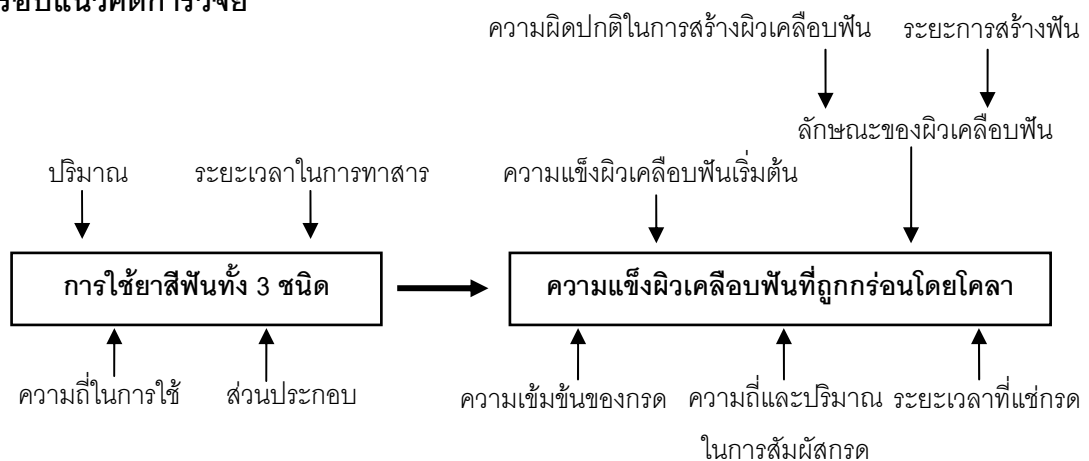 รอบแนวคิดการวิจัย
ความผิดปกติในการสร้างผิวเคลือบฟัน ระยะการสร้างฟัน
ลักษณะของผิวเคลือบฟัน
ปริมาณ ระยะเวลาในการทาสาร ความแข็งผิวเคลือบฟันเริ่มต้น
การใช้ยาสีฟันทั้ง 3 ชนิด ความแข็งผิวเคลือบฟันที่ถูกกร่อนโดยโคลา
ความถี่ในการใช้ ส่วนประกอบ ความเข้มข้นของกรด ความถี่และปริมาณ ระยะเวลาที่แช่กรด
ในการสัมผัสกรด